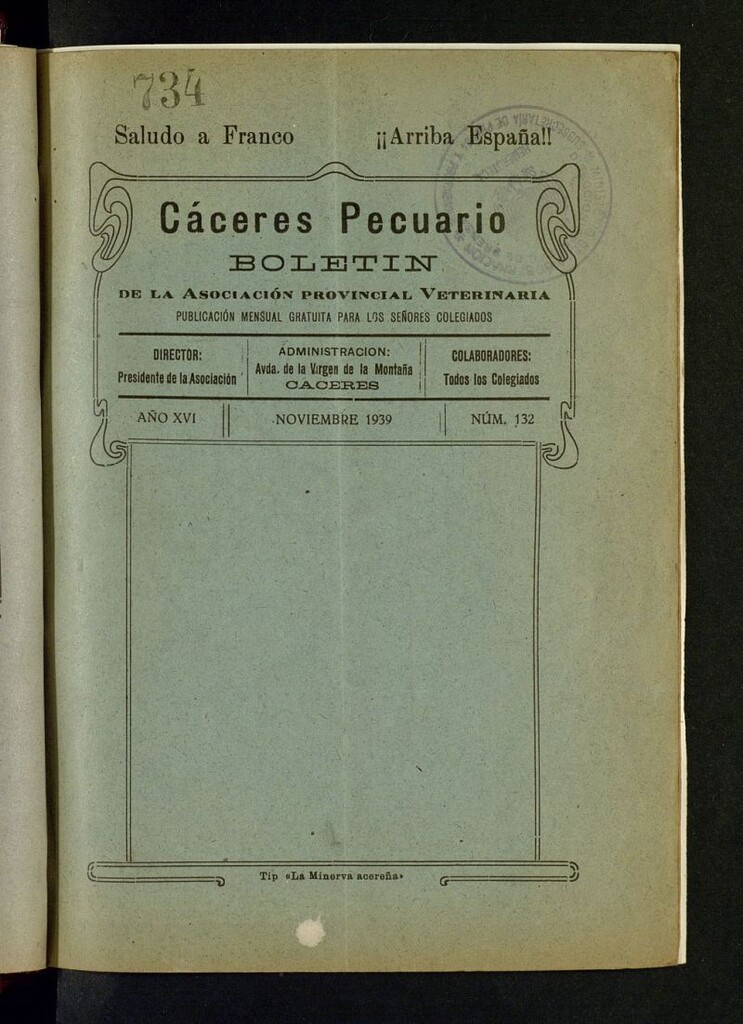 734
Saludo a Franco ¡¡Arriba España!!
Cáceres Pecuario
BOLETIN
DE LA ASOCIACIÓN PROVINCIAL VETERINARIA
PUBLICACIÓN MENSUAL GRATUITA PARA LOS SEÑORES COLEGIADOS
DIRECTOR:
Presidente de la Asociación
ADMINISTRACION:
Avda. de la Virgen de la Montaña
CACERES
COLABORADORES:
Todos los Colegiados
AÑO XVI NOVIEMBRE 1939 NÚM. 132
Tip «La Minerva acoreña»